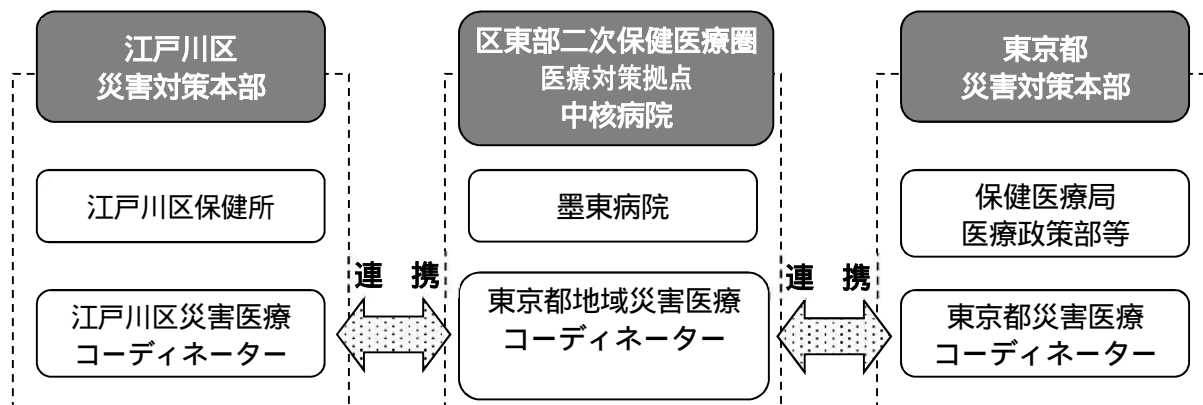 江戸川区
災害対策本部
江戸川区保健所
江戸川区災害医療
コーディネーター
連　携
区東部二次保健医療圏
医療対策拠点
中核病院
墨東病院
東京都地域災害医療
コーディネーター
連　携
東京都
災害対策本部
保健医療局
医療政策部等
東京都災害医療
コーディネーター